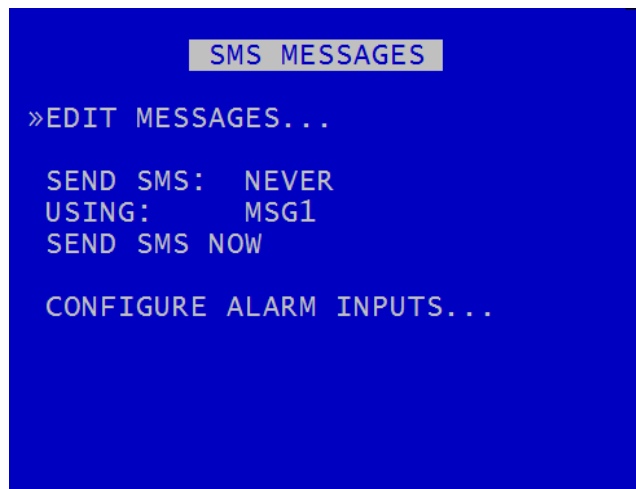 SMS MESSAGES
»EDIT MESSAGES...
SEND SMS: NEVER
USING: MSG1
SEND SMS NOW
CONFIGURE ALARM INPUTS...